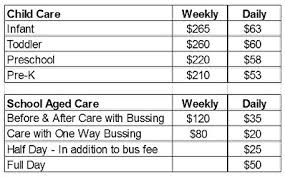 Child Care Weekly Daily
Infant $265 $63
Toddler $260 $60
Preschool $220 $58
Pre-K $210 $53
School Aged Care Weekly Daily
Before & After Care with Bussing $120 $35
Care with One Way Bussing $80 $20
Half Day - In addition to bus fee $25
Full Day $50